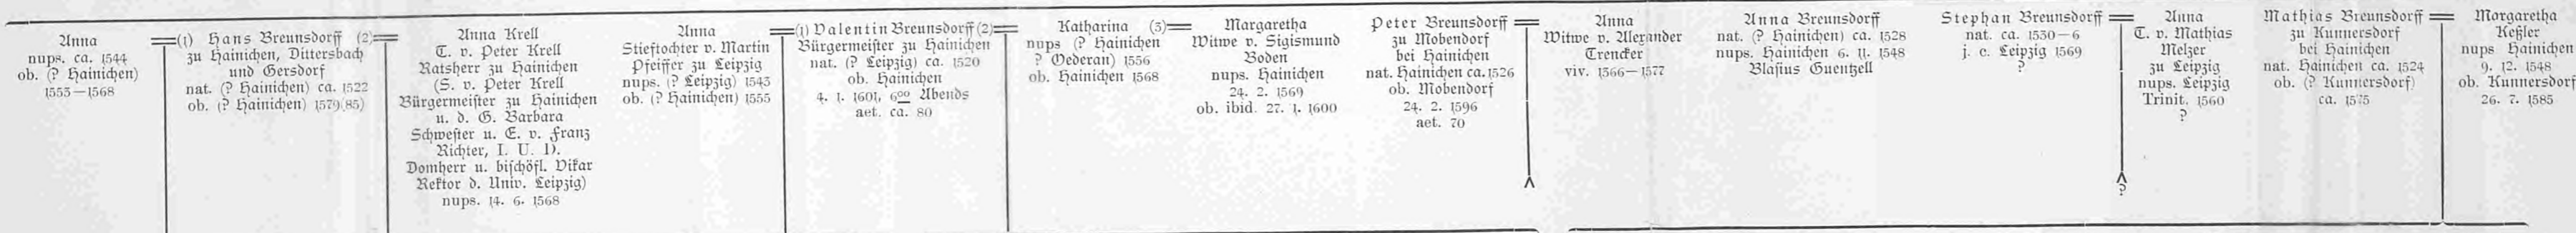 Anna
nups. ca. 1544
ob. (? Hainichen)
1553—1568
(1) Hans Breunsdorff (2)
zu Hainichen, Dittersbach
und Gersdorf
nat. (? Hainichen) ca. 1522
ob. (? Hainichen) 1579(85)
Anna Krell
T. v. Peter Krell
Ratsherr zu Hainichen
(S. v. Peter Krell
Bürgermeister zu Hainichen
u. d. G. Barbara
Schwester u. E. v. Franz
Richter, I. U. D.
Domherr u. bischöfl. Vikar
Rektor d. Univ. Leipzig)
nups. 14. 6. 1568
Anna
Stieftochter v. Martin
Pfeiffer zu Leipzig
nups. (? Leipzig) 1543
ob. (? Hainichen) 1555
(1) Valentin Breunsdorff (2)
Bürgermeister zu Hainichen
nat. (? Leipzig) ca. 1520
ob. Hainichen
4. 1. 1601, 6⁰⁰ Abends
aet. ca. 80
Katharina (3)
nups (? Hainichen
? Oederan) 1556
ob. Hainichen 1568
Margaretha
Witwe v. Sigismund
Boden
nups. Hainichen
24. 2. 1569
ob. ibid. 27. 1. 1600
Peter Breunsdorff
zu Mobendorf
bei Hainichen
nat. Hainichen ca. 1526
ob. Mobendorf
24. 2. 1596
aet. 70
Anna
Witwe v. Alexander
Trencker
viv. 1566—1577
Anna Breunsdorff
nat. (? Hainichen) ca. 1528
nups. Hainichen 6. 11. 1548
Blasius Guentzell
Stephan Breunsdorff
nat. ca. 1530—6
j. c. Leipzig 1569
?
?
Anna
T. v. Mathias
Melzer
zu Leipzig
nups. Leipzig
Trinit. 1560
?
Mathias Breunsdorff
zu Kunnersdorf
bei Hainichen
nat. Hainichen ca. 1524
ob. (? Kunnersdorf)
ca. 1575
Morgaretha
Keßler
nups Hainichen
9. 12. 1548
ob. Kunnersdorf
26. 7. 1585